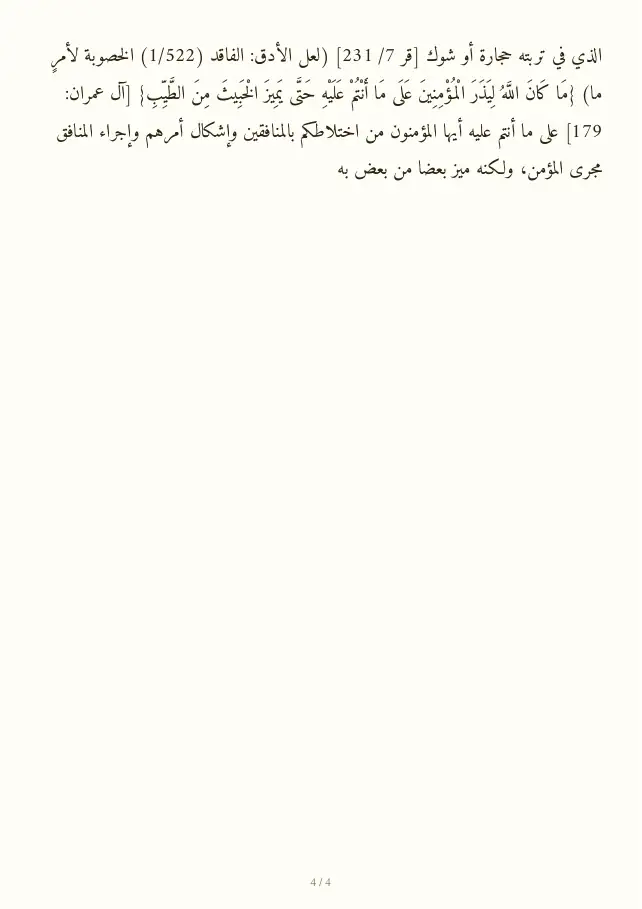 الذي في تربته حجارة أو شوك [قر 7/ 231] (لعل الأدق: الفاقد (1/522) الخصوبة لأمرٍ
ما) {مَا كَانَ اللَّهُ لِيَذَرَ الْمُؤْمِنِينَ عَلَى مَا أَنْتُمْ عَلَيْهِ حَتَّى يَمِيزَ الْخَبِيثَ مِنَ الطَّيِّبِ} [آل عمران:
179] على ما أنتم عليه أيها المؤمنون من اختلاطكم بالمنافقين وإشكال أمرهم وإجراء المنافق
مجرى المؤمن، ولكنه ميز بعضا من بعض به
4 / 4